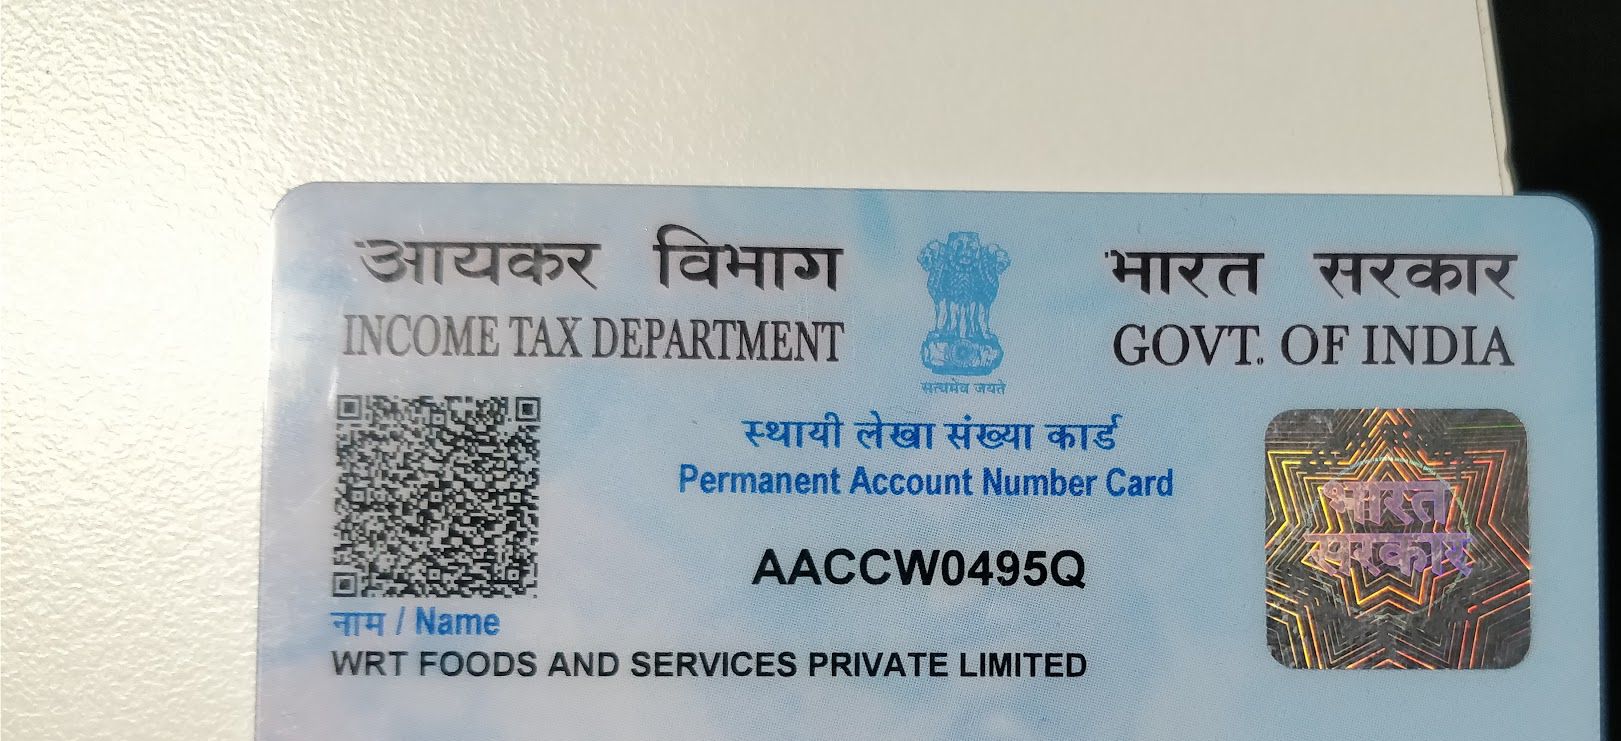 आयकर विभाग
INCOME TAX DEPARTMENT
सत्यमेव जयते
भारत सरकार
GOVT. OF INDIA
स्थायी लेखा संख्या कार्ड
Permanent Account Number Card
AACCW0495Q
भारत
सरकार
नाम / Name
WRT FOODS AND SERVICES PRIVATE LIMITED